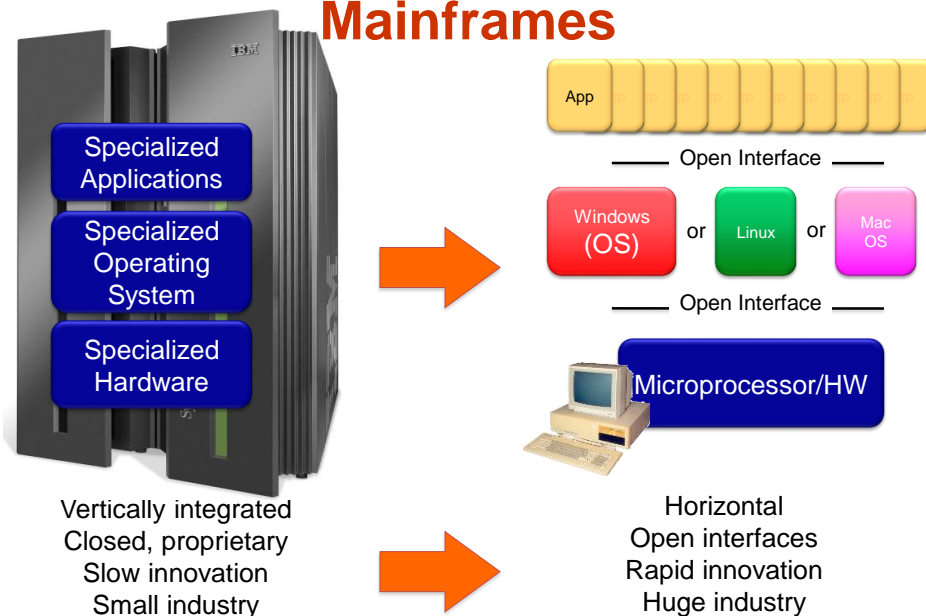 Mainframes
IBM
Specialized
Applications
Specialized
Operating
System
Specialized
Hardware
Vertically integrated
Closed, proprietary
Slow innovation
Small industry
App
Open Interface
Windows
(OS)
or
Linux
or
Mac
OS
Open Interface
Microprocessor/HW
Horizontal
Open interfaces
Rapid innovation
Huge industry